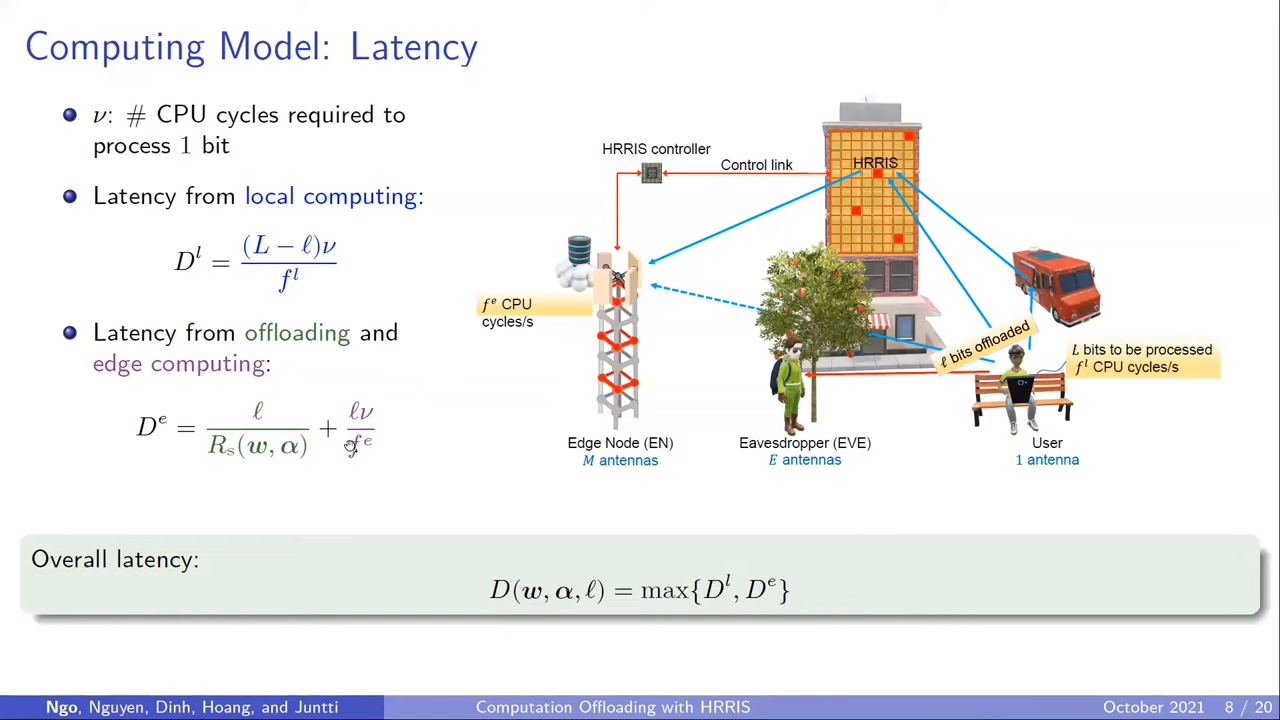 Computing Model: Latency
ν: # CPU cycles required to
process 1 bit
Latency from local computing:
D^l = (L − ℓ)ν / f^l
Latency from offloading and
edge computing:
D^e = ℓ / R_s(w, α) + ℓν / f^e
HRRIS controller
Control link
HRRIS
f^e CPU
cycles/s
ℓ bits offloaded
L bits to be processed
f^l CPU cycles/s
Edge Node (EN)
M antennas
Eavesdropper (EVE)
E antennas
User
1 antenna
Overall latency:
D(w, α, ℓ) = max{D^l, D^e}
Ngo, Nguyen, Dinh, Hoang, and Juntti
Computation Offloading with HRRIS
October 2021
8 / 20